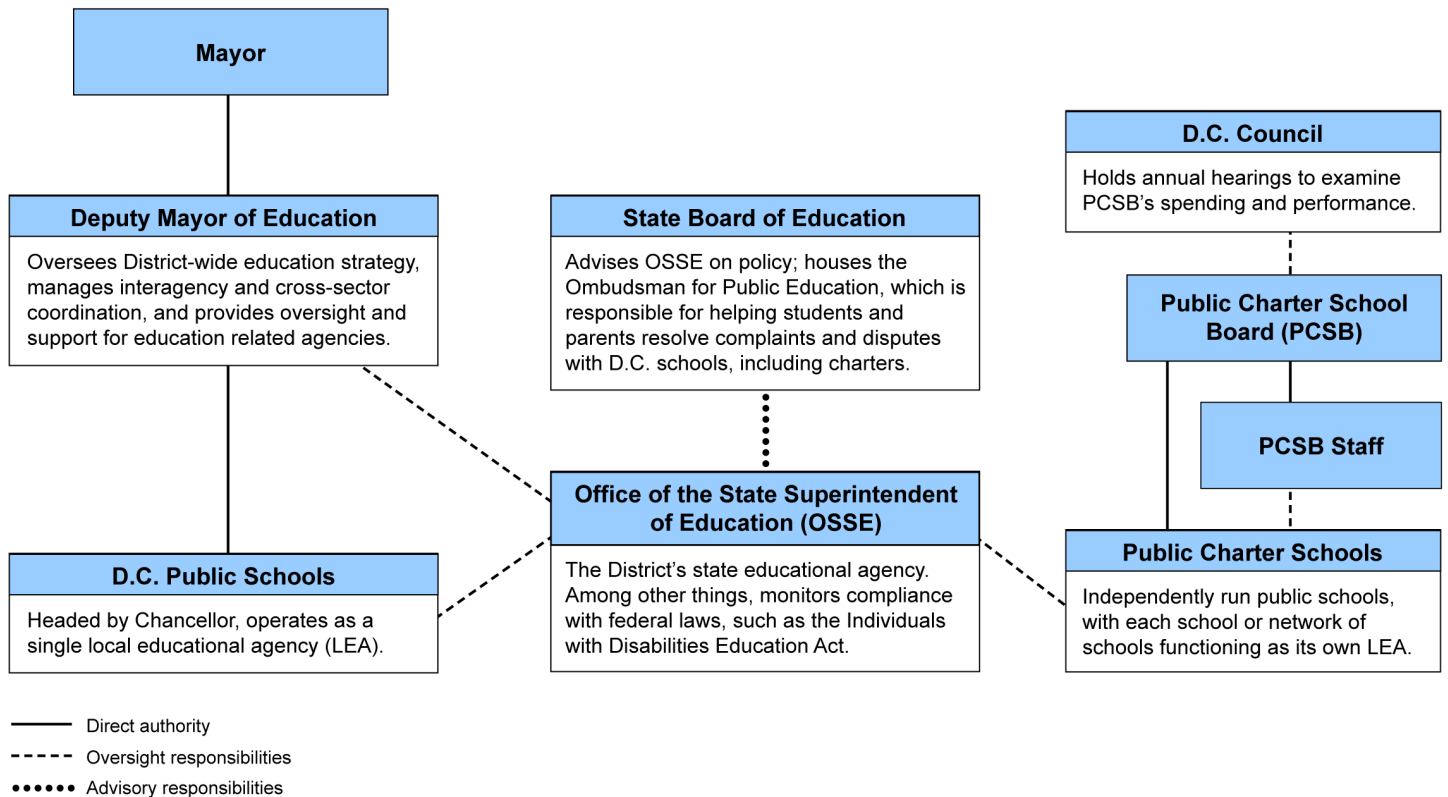 Mayor
Deputy Mayor of Education
Oversees District-wide education strategy,
manages interagency and cross-sector
coordination, and provides oversight and
support for education related agencies.
D.C. Public Schools
Headed by Chancellor, operates as a
single local educational agency (LEA).
State Board of Education
Advises OSSE on policy; houses the
Ombudsman for Public Education, which is
responsible for helping students and
parents resolve complaints and disputes
with D.C. schools, including charters.
Office of the State Superintendent
of Education (OSSE)
The District's state educational agency.
Among other things, monitors compliance
with federal laws, such as the Individuals
with Disabilities Education Act.
D.C. Council
Holds annual hearings to examine
PCSB's spending and performance.
Public Charter School
Board (PCSB)
PCSB Staff
Public Charter Schools
Independently run public schools,
with each school or network of
schools functioning as its own LEA.
Direct authority
Oversight responsibilities
Advisory responsibilities